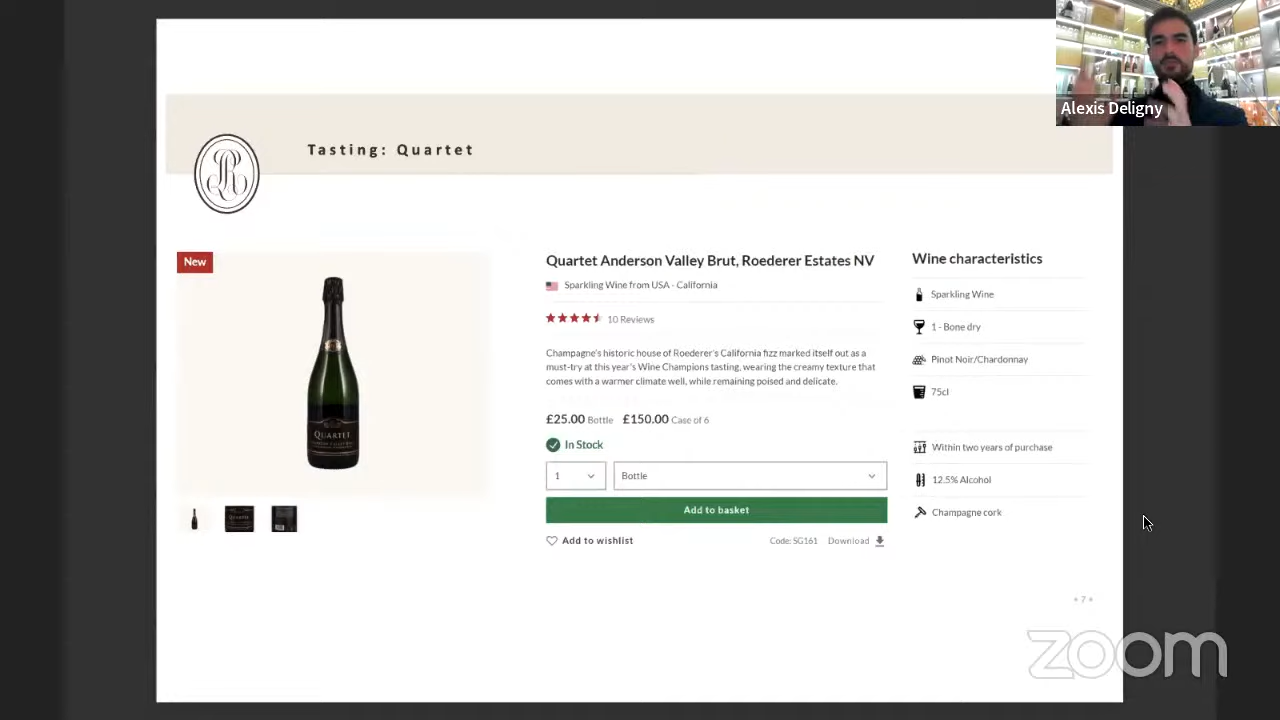 Alexis Deligny
Tasting: Quartet
New
QUARTET
Quartet Anderson Valley Brut, Roederer Estates NV
Sparkling Wine from USA - California
10 Reviews
Champagne's historic house of Roederer's California fizz marked itself out as a
must-try at this year's Wine Champions tasting, wearing the creamy texture that
comes with a warmer climate well, while remaining poised and delicate.
£25.00 Bottle £150.00 Case of 6
In Stock
1 Bottle
Add to basket
Add to wishlist Code: SG161 Download
Wine characteristics
Sparkling Wine
1 - Bone dry
Pinot Noir/Chardonnay
75cl
Within two years of purchase
12.5% Alcohol
Champagne cork
• 7 •
zoom